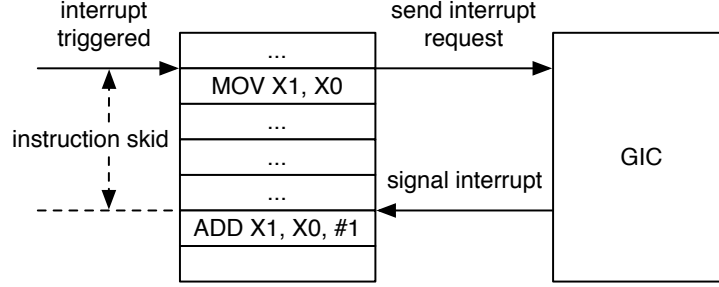 interrupt
triggered
send interrupt
request
...
MOV X1, X0
...
instruction skid
...
GIC
...
signal interrupt
ADD X1, X0, #1